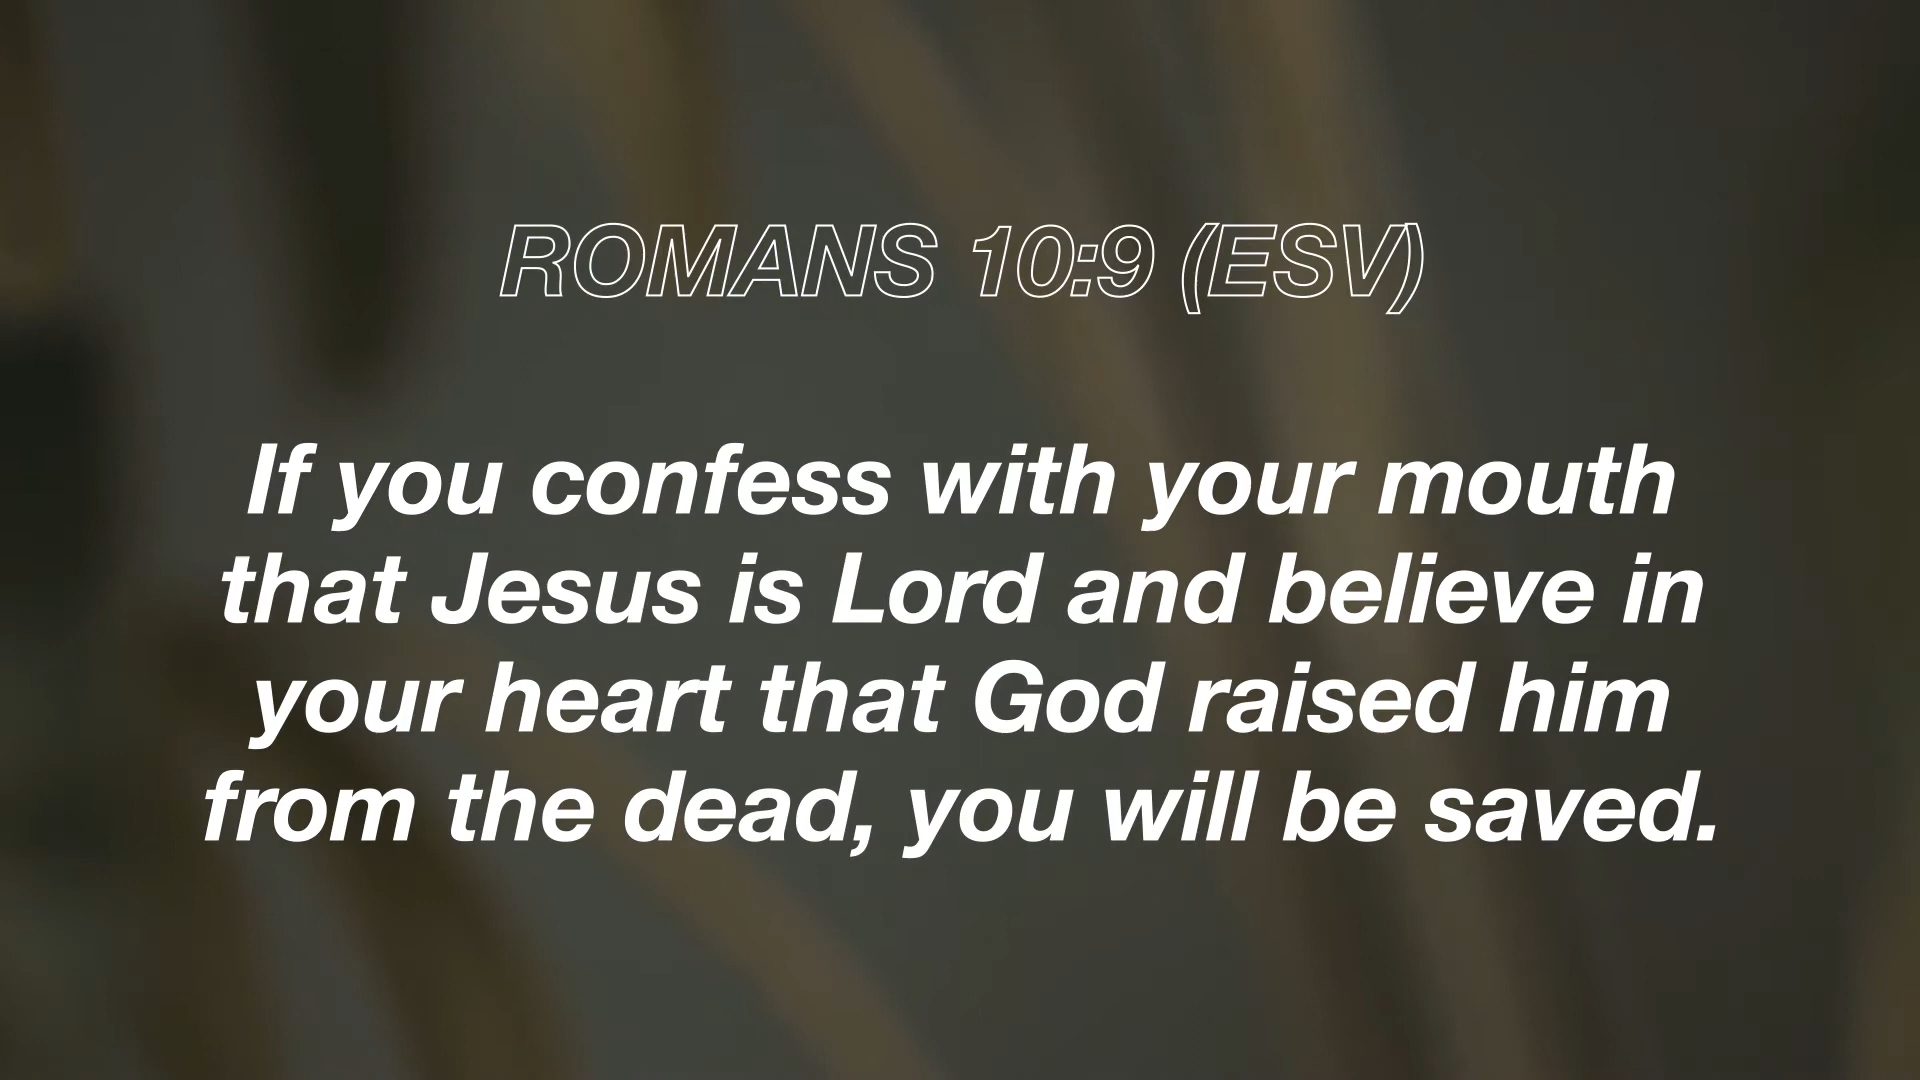 ROMANS 10:9 (ESV)
If you confess with your mouth
that Jesus is Lord and believe in
your heart that God raised him
from the dead, you will be saved.